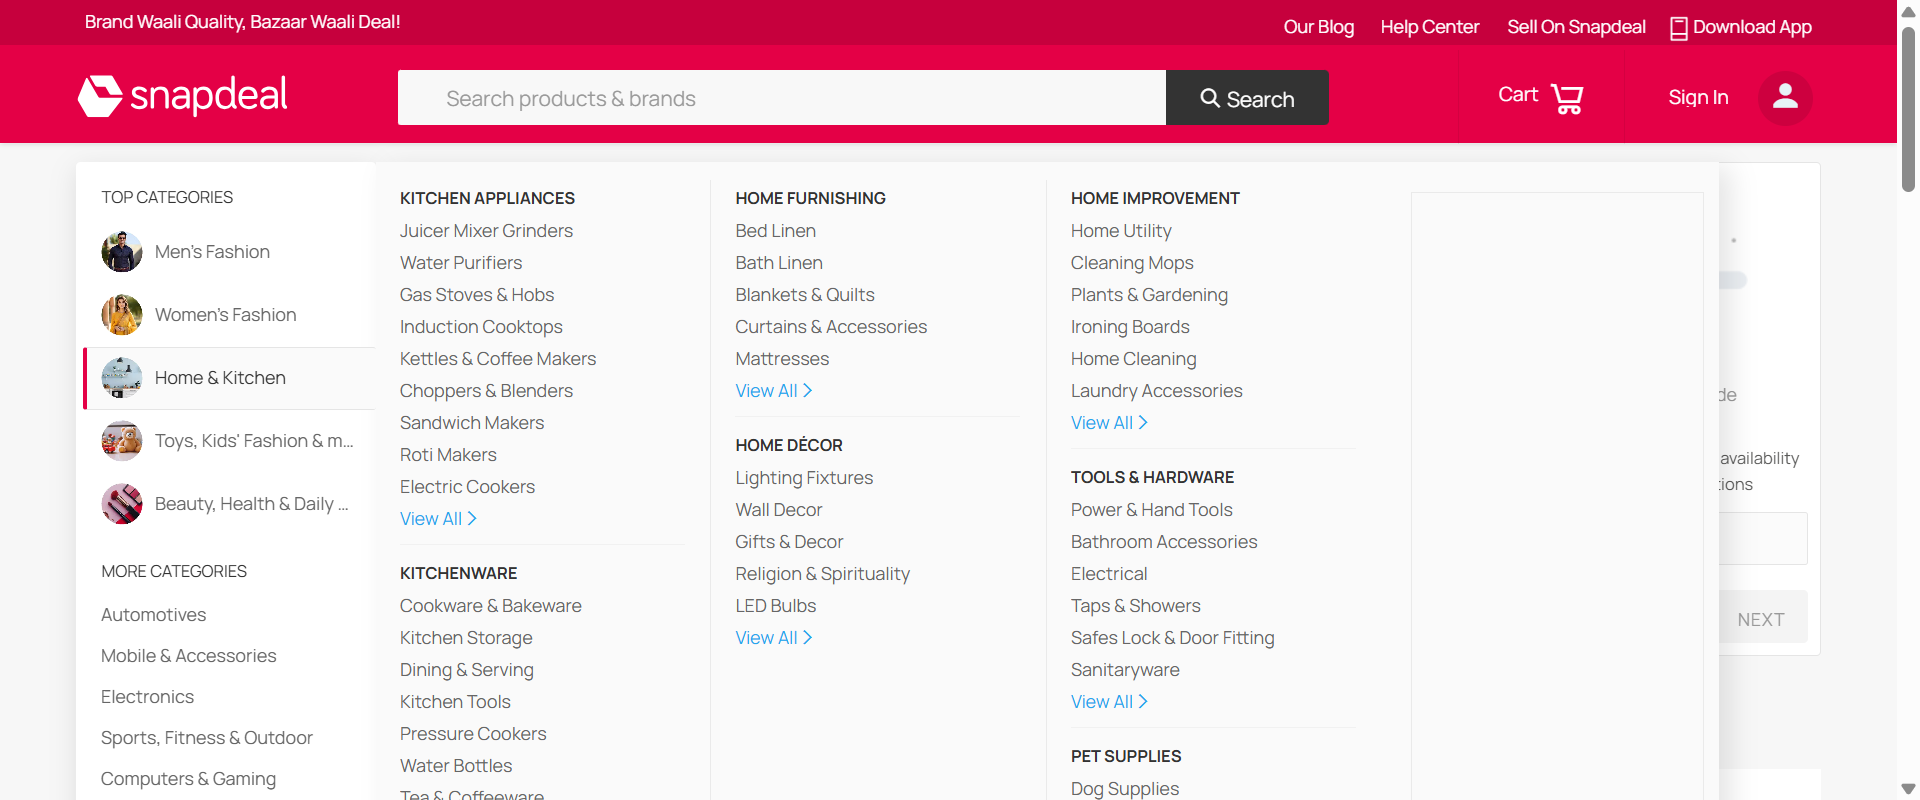 Brand Waali Quality, Bazaar Waali Deal!
Our Blog
Help Center
Sell On Snapdeal
Download App
snapdeal
Search products & brands
Search
Cart
Sign In
TOP CATEGORIES
Men's Fashion
Women's Fashion
Home & Kitchen
Toys, Kids' Fashion & m...
Beauty, Health & Daily ...
MORE CATEGORIES
Automotives
Mobile & Accessories
Electronics
Sports, Fitness & Outdoor
Computers & Gaming
KITCHEN APPLIANCES
Juicer Mixer Grinders
Water Purifiers
Gas Stoves & Hobs
Induction Cooktops
Kettles & Coffee Makers
Choppers & Blenders
Sandwich Makers
Roti Makers
Electric Cookers
View All
KITCHENWARE
Cookware & Bakeware
Kitchen Storage
Dining & Serving
Kitchen Tools
Pressure Cookers
Water Bottles
Tea & Coffeeware
HOME FURNISHING
Bed Linen
Bath Linen
Blankets & Quilts
Curtains & Accessories
Mattresses
View All
HOME DÉCOR
Lighting Fixtures
Wall Decor
Gifts & Decor
Religion & Spirituality
LED Bulbs
View All
HOME IMPROVEMENT
Home Utility
Cleaning Mops
Plants & Gardening
Ironing Boards
Home Cleaning
Laundry Accessories
View All
TOOLS & HARDWARE
Power & Hand Tools
Bathroom Accessories
Electrical
Taps & Showers
Safes Lock & Door Fitting
Sanitaryware
View All
PET SUPPLIES
Dog Supplies
de
availability
tions
NEXT